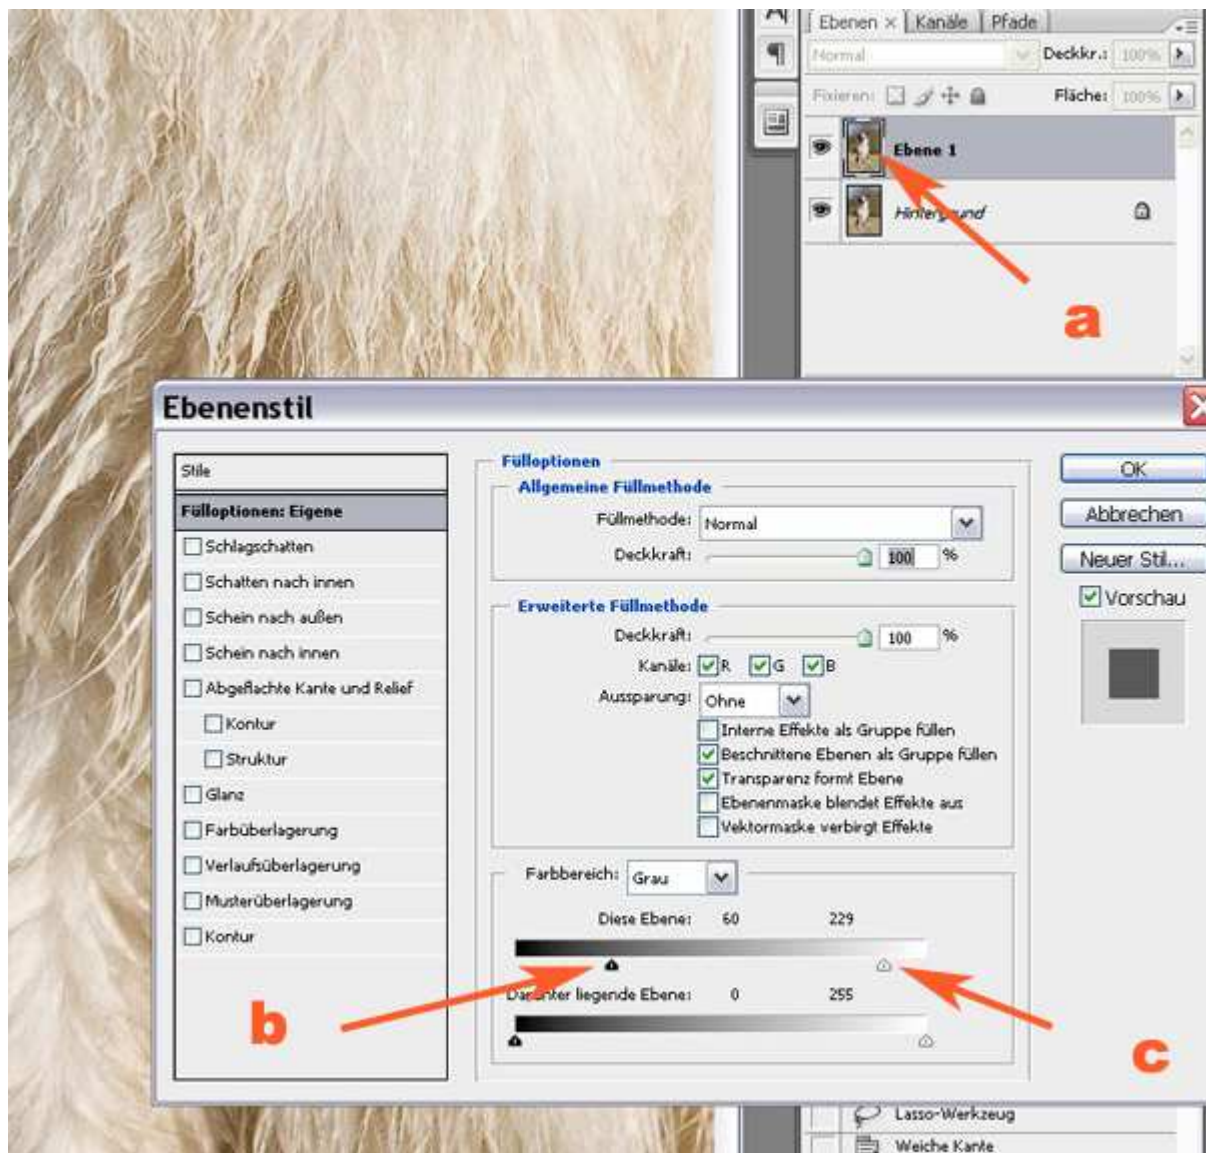 Ebenen × Kanäle Pfade
Normal Deckkr.: 100%
Fixieren: Fläche: 100%
Ebene 1
Hintergrund
a
Ebenenstil
Stile
Fülloptionen: Eigene
Schlagschatten
Schatten nach innen
Schein nach außen
Schein nach innen
Abgeflachte Kante und Relief
Kontur
Struktur
Glanz
Farbüberlagerung
Verlaufsüberlagerung
Musterüberlagerung
Kontur
Fülloptionen
Allgemeine Füllmethode
Füllmethode: Normal
Deckkraft: 100 %
Erweiterte Füllmethode
Deckkraft: 100 %
Kanäle: R G B
Aussparung: Ohne
Interne Effekte als Gruppe füllen
Beschnittene Ebenen als Gruppe füllen
Transparenz formt Ebene
Ebenenmaske blendet Effekte aus
Vektormaske verbirgt Effekte
Farbbereich: Grau
Diese Ebene: 60 229
Darunter liegende Ebene: 0 255
OK
Abbrechen
Neuer Stil...
Vorschau
b
c
Lasso-Werkzeug
Weiche Kante